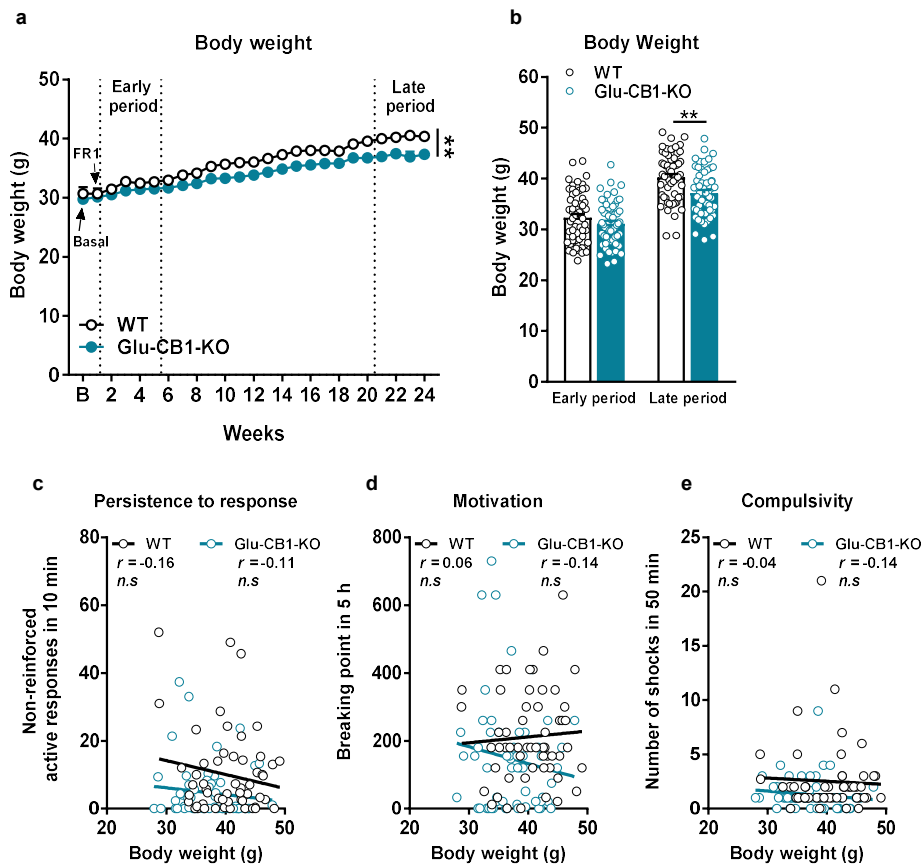 a
Body weight
Body weight (g)
50
40
30
20
10
0
Early
period
Late
period
FR1
Basal
**
WT
Glu-CB1-KO
B 2 4 6 8 10 12 14 16 18 20 22 24
Weeks
b
Body Weight
WT
Glu-CB1-KO
**
Body weight (g)
60
50
40
30
20
10
0
Early period Late period
c
Persistence to response
Non-reinforced
active responses in 10 min
WT Glu-CB1-KO
r = -0.16 r = -0.11
n.s n.s
80
60
40
20
0
20 30 40 50
Body weight (g)
d
Motivation
Breaking point in 5 h
WT Glu-CB1-KO
r = 0.06 r = -0.14
n.s n.s
800
600
400
200
0
20 30 40 50
Body weight (g)
e
Compulsivity
Number of shocks in 50 min
WT Glu-CB1-KO
r = -0.04 r = -0.14
n.s n.s
25
20
15
10
5
0
20 30 40 50
Body weight (g)